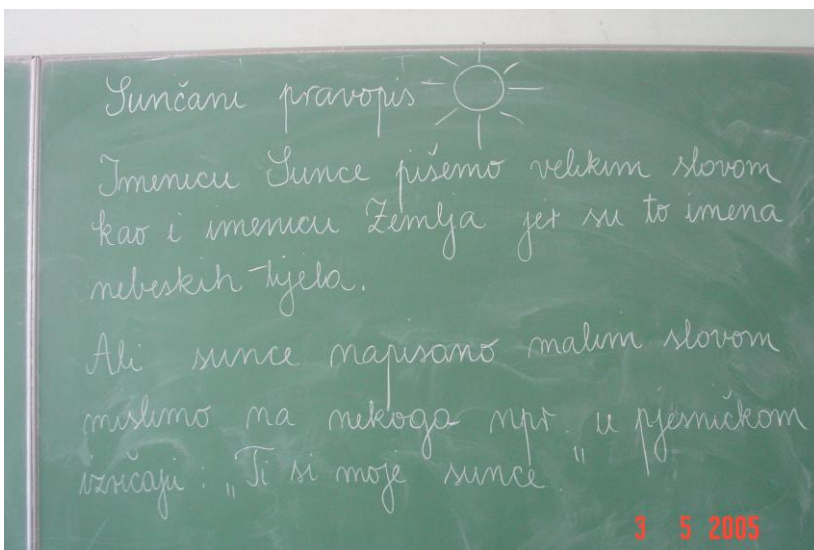 Sunčani pravopis
Imenicu Sunce pišemo velikim slovom
kao i imenicu Zemlja jer su to imena
nebeskih tijela.
Ali sunce napisano malim slovom
mislimo na nekoga npr. u pjesničkom
izričaju: „Ti si moje sunce."
3 5 2005